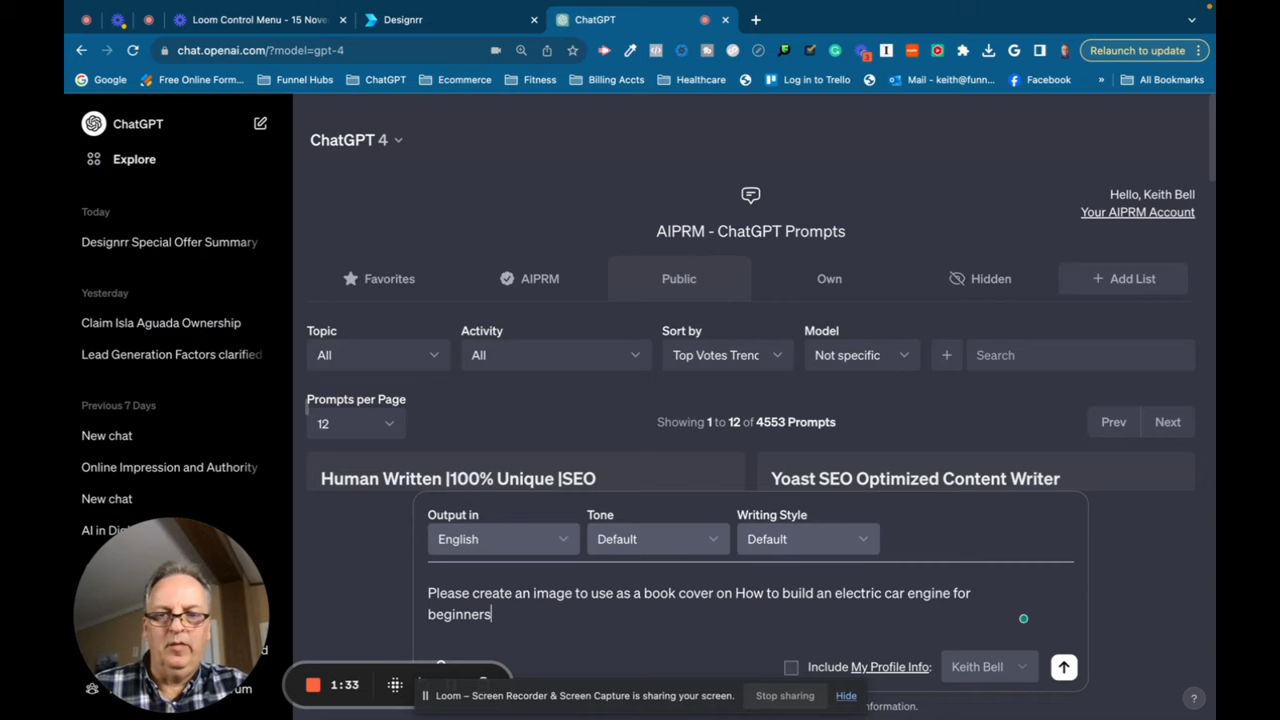 Loom Control Menu - 15 Nove
Designrr
ChatGPT
chat.openai.com/?model=gpt-4
3
Relaunch to update
Google
Free Online Form...
Funnel Hubs
ChatGPT
Ecommerce
Fitness
Billing Accts
Healthcare
Log in to Trello
Mail - keith@funn...
Facebook
»
All Bookmarks
ChatGPT
Explore
Today
Designrr Special Offer Summary
Yesterday
Claim Isla Aguada Ownership
Lead Generation Factors clarified
Previous 7 Days
New chat
Online Impression and Authority
New chat
AI in Di
ChatGPT 4
Hello, Keith Bell
Your AIPRM Account
AIPRM - ChatGPT Prompts
Favorites
AIPRM
Public
Own
Hidden
+ Add List
Topic
Activity
Sort by
Model
All
All
Top Votes Trenc
Not specific
+
Search
Prompts per Page
12
Showing 1 to 12 of 4553 Prompts
Prev
Next
Human Written |100% Unique |SEO
Yoast SEO Optimized Content Writer
Output in
Tone
Writing Style
English
Default
Default
Please create an image to use as a book cover on How to build an electric car engine for
beginners
Include My Profile Info:
Keith Bell
1:33
Loom – Screen Recorder & Screen Capture is sharing your screen.
Stop sharing
Hide
formation.
?